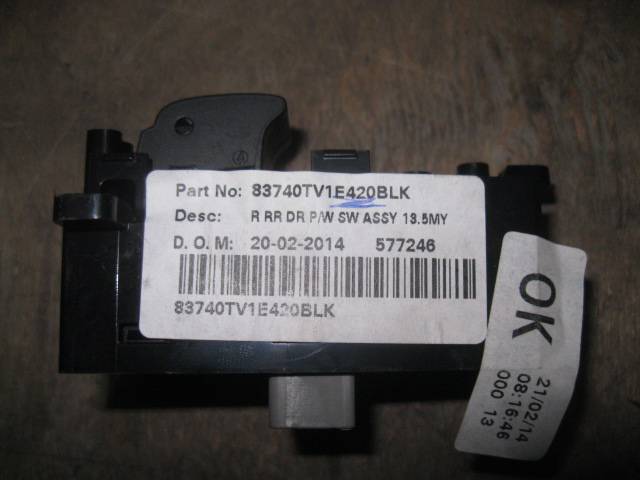 A
Part No: 83740TV1E420BLK
Desc: R RR DR P/W SW ASSY 13.5MY
D. O. M: 20-02-2014 577246
83740TV1E420BLK
OK
21/02/14
08:16:46
000 13